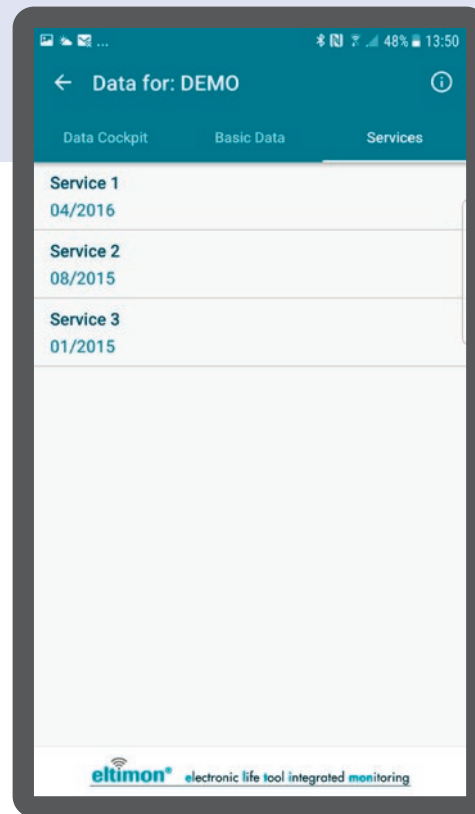 ... 48% 13:50
Data for: DEMO
Data Cockpit Basic Data Services
Service 1
04/2016
Service 2
08/2015
Service 3
01/2015
eltimon® electronic life tool integrated monitoring